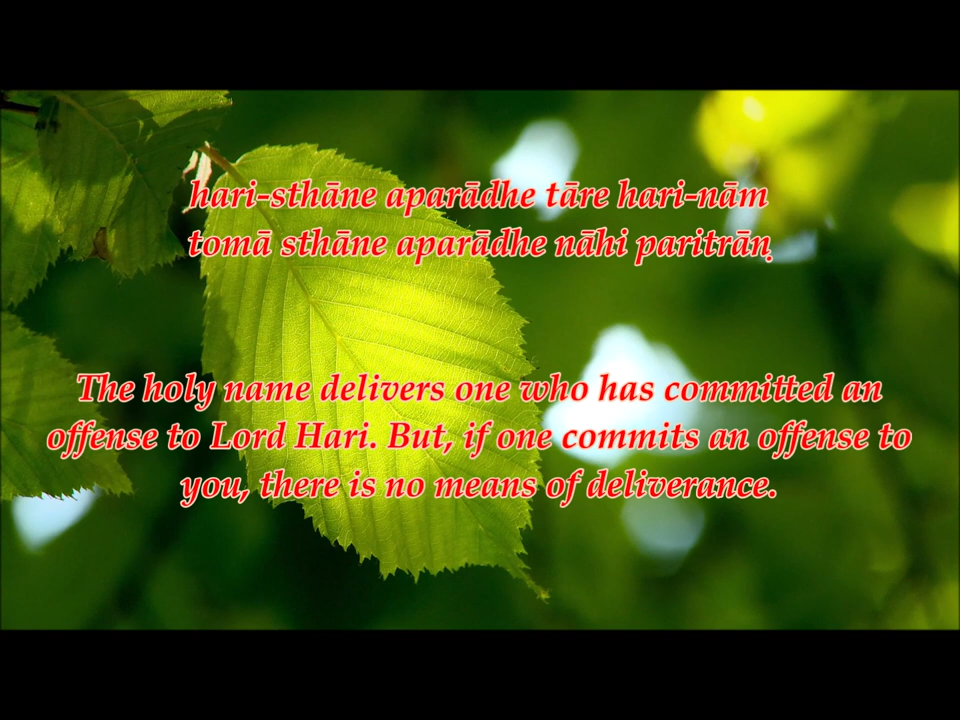 hari-sthāne aparādhe tāre hari-nām
tomā sthāne aparādhe nāhi paritrāṇ
The holy name delivers one who has committed an
offense to Lord Hari. But, if one commits an offense to
you, there is no means of deliverance.